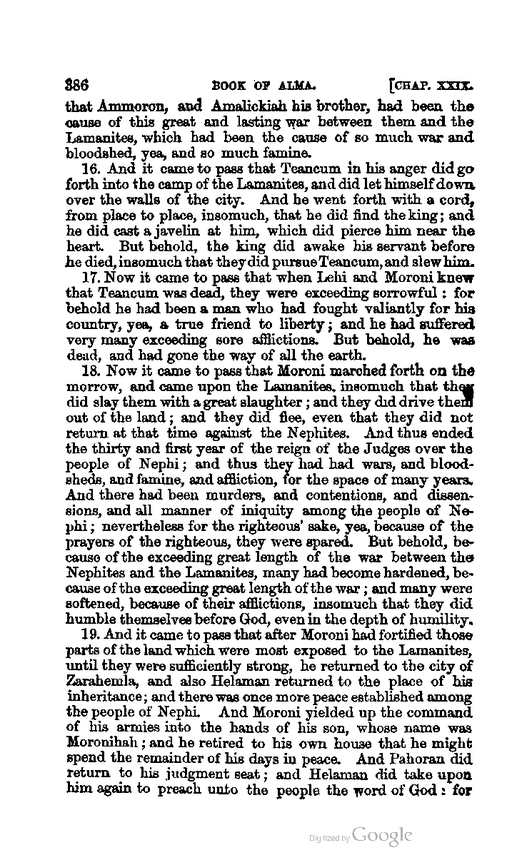 386 BOOK OF ALMA. [CHAP. XXIX.
that Ammoron, and Amalickiah his brother, had been the
cause of this great and lasting war between them and the
Lamanites, which had been the cause of so much war and
bloodshed, yea, and so much famine.
16. And it came to pass that Teancum in his anger did go
forth into the camp of the Lamanites, and did let himself down
over the walls of the city. And he went forth with a cord,
from place to place, insomuch, that he did find the king; and
he did cast a javelin at him, which did pierce him near the
heart. But behold, the king did awake his servant before
he died, insomuch that they did pursue Teancum, and slew him.
17. Now it came to pass that when Lehi and Moroni knew
that Teancum was dead, they were exceeding sorrowful: for
behold he had been a man who had fought valiantly for his
country, yea, a true friend to liberty; and he had suffered
very many exceeding sore afflictions. But behold, he was
dead, and had gone the way of all the earth.
18. Now it came to pass that Moroni marched forth on the
morrow, and came upon the Lamanites, insomuch that they
did slay them with a great slaughter; and they did drive them
out of the land; and they did flee, even that they did not
return at that time against the Nephites. And thus ended
the thirty and first year of the reign of the Judges over the
people of Nephi; and thus they had had wars, and blood-
sheds, and famine, and affliction, for the space of many years.
And there had been murders, and contentions, and dissen-
sions, and all manner of iniquity among the people of Ne-
phi; nevertheless for the righteous' sake, yea, because of the
prayers of the righteous, they were spared. But behold, be-
cause of the exceeding great length of the war between the
Nephites and the Lamanites, many had become hardened, be-
cause of the exceeding great length of the war; and many were
softened, because of their afflictions, insomuch that they did
humble themselves before God, even in the depth of humility.
19. And it came to pass that after Moroni had fortified those
parts of the land which were most exposed to the Lamanites,
until they were sufficiently strong, he returned to the city of
Zarahemla, and also Helaman returned to the place of his
inheritance; and there was once more peace established among
the people of Nephi. And Moroni yielded up the command
of his armies into the hands of his son, whose name was
Moronihah; and he retired to his own house that he might
spend the remainder of his days in peace. And Pahoran did
return to his judgment seat; and Helaman did take upon
him again to preach unto the people the word of God: for
Digitized by Google